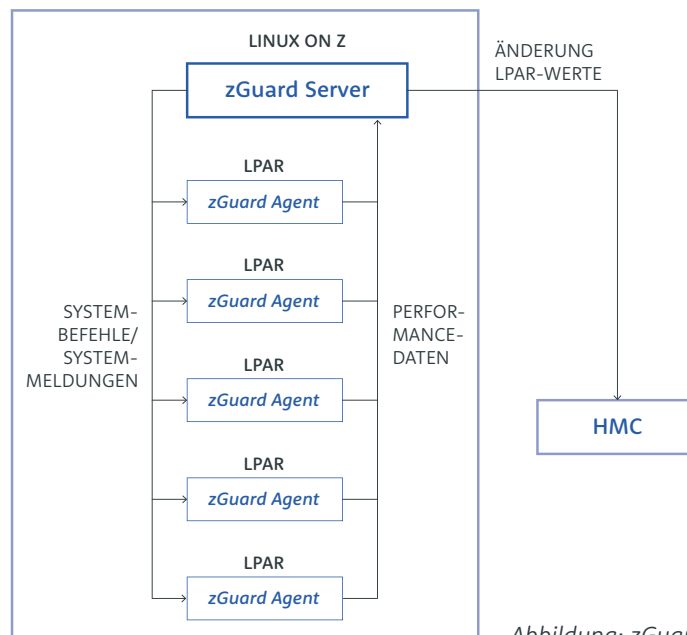 LINUX ON Z
zGuard Server
ÄNDERUNG
LPAR-WERTE
LPAR
zGuard Agent
LPAR
zGuard Agent
SYSTEM-
BEFEHLE/
SYSTEM-
MELDUNGEN
PERFOR-
MANCE-
DATEN
LPAR
zGuard Agent
HMC
LPAR
zGuard Agent
LPAR
zGuard Agent
Abbildung: